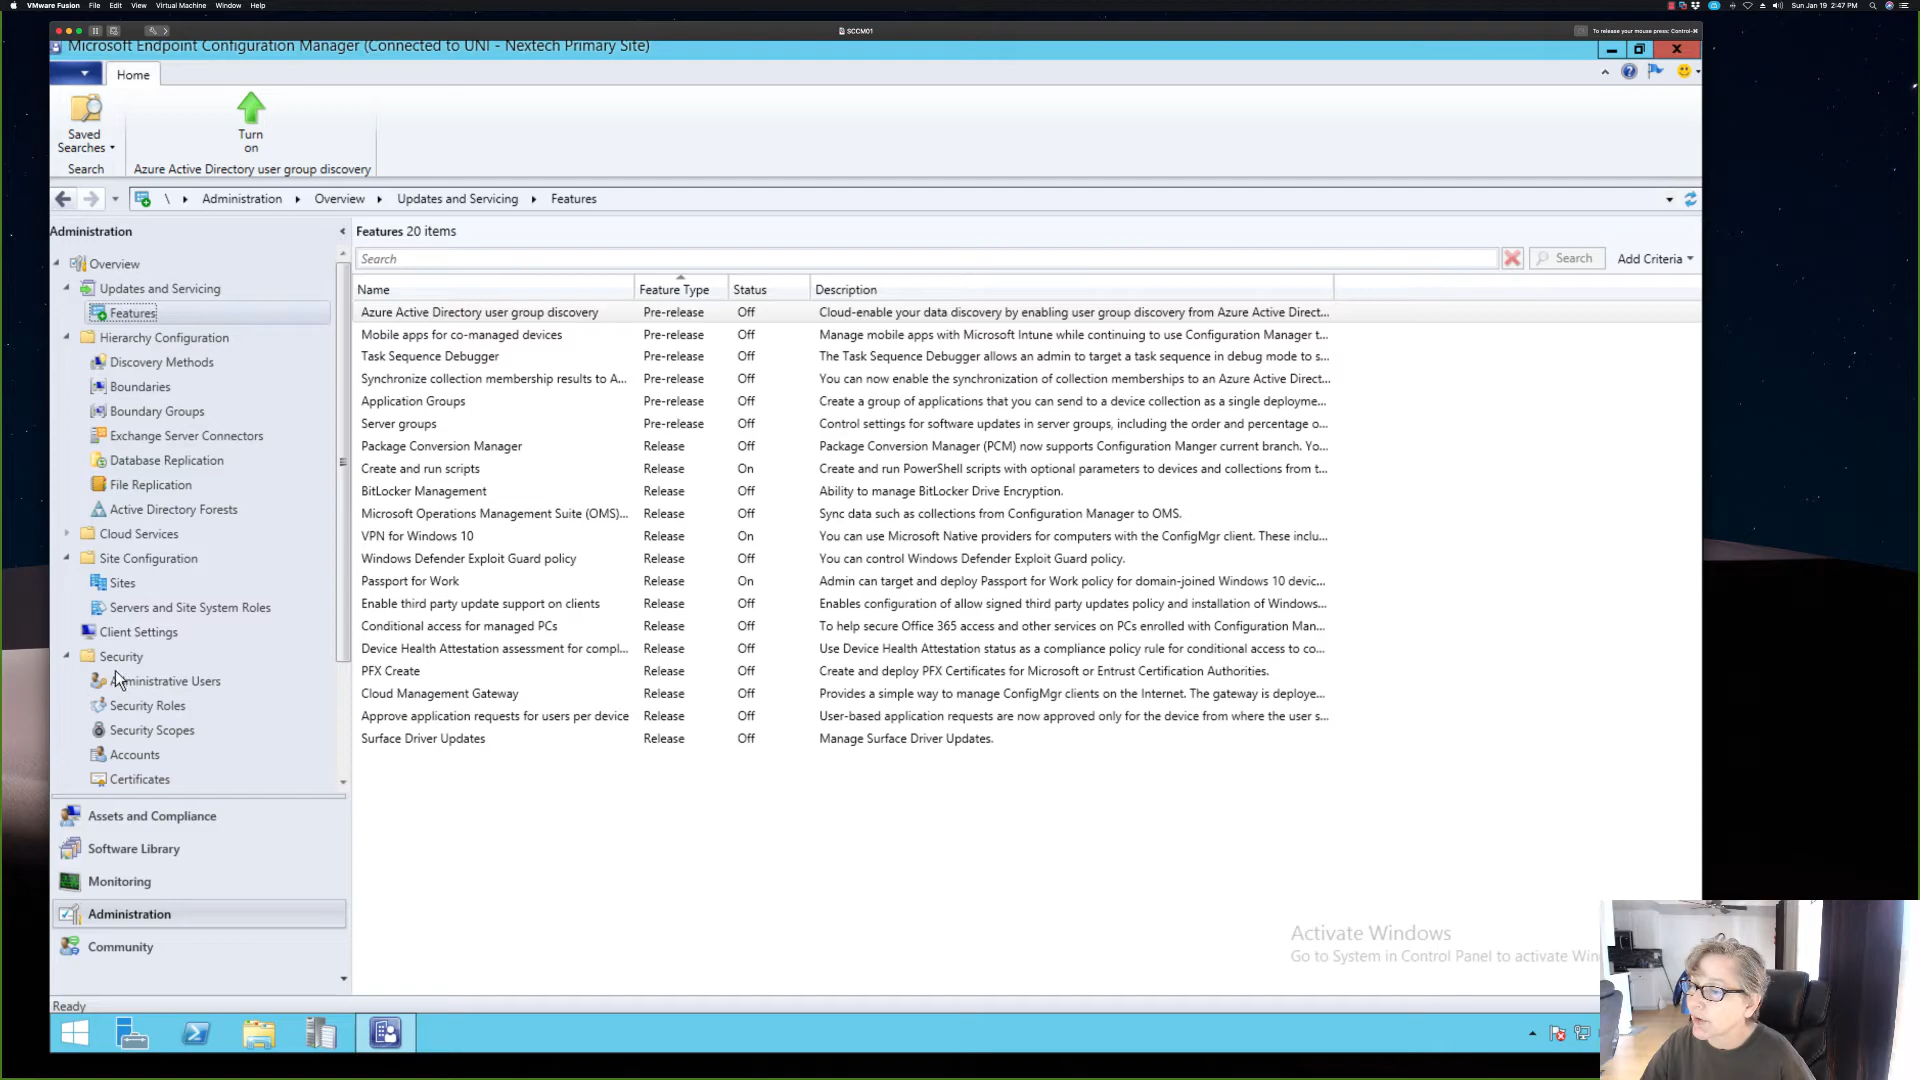 VMware Fusion File Edit View Virtual Machine Window Help
Sun Jan 19 2:47 PM
SCCM01
To release your mouse press: Control-⌘
Microsoft Endpoint Configuration Manager (Connected to UNI - Nextech Primary Site)
Home
Saved Searches
Turn on
Search
Azure Active Directory user group discovery
\ Administration Overview Updates and Servicing Features
Administration
Overview
Updates and Servicing
Features
Hierarchy Configuration
Discovery Methods
Boundaries
Boundary Groups
Exchange Server Connectors
Database Replication
File Replication
Active Directory Forests
Cloud Services
Site Configuration
Sites
Servers and Site System Roles
Client Settings
Security
Administrative Users
Security Roles
Security Scopes
Accounts
Certificates
Assets and Compliance
Software Library
Monitoring
Administration
Community
Features 20 items
Search
Search
Add Criteria
Name Feature Type Status Description
Azure Active Directory user group discovery Pre-release Off Cloud-enable your data discovery by enabling user group discovery from Azure Active Direct...
Mobile apps for co-managed devices Pre-release Off Manage mobile apps with Microsoft Intune while continuing to use Configuration Manager t...
Task Sequence Debugger Pre-release Off The Task Sequence Debugger allows an admin to target a task sequence in debug mode to s...
Synchronize collection membership results to A... Pre-release Off You can now enable the synchronization of collection memberships to an Azure Active Direct...
Application Groups Pre-release Off Create a group of applications that you can send to a device collection as a single deployme...
Server groups Pre-release Off Control settings for software updates in server groups, including the order and percentage o...
Package Conversion Manager Release Off Package Conversion Manager (PCM) now supports Configuration Manger current branch. Yo...
Create and run scripts Release On Create and run PowerShell scripts with optional parameters to devices and collections from t...
BitLocker Management Release Off Ability to manage BitLocker Drive Encryption.
Microsoft Operations Management Suite (OMS)... Release Off Sync data such as collections from Configuration Manager to OMS.
VPN for Windows 10 Release On You can use Microsoft Native providers for computers with the ConfigMgr client. These inclu...
Windows Defender Exploit Guard policy Release Off You can control Windows Defender Exploit Guard policy.
Passport for Work Release On Admin can target and deploy Passport for Work policy for domain-joined Windows 10 devic...
Enable third party update support on clients Release Off Enables configuration of allow signed third party updates policy and installation of Windows...
Conditional access for managed PCs Release Off To help secure Office 365 access and other services on PCs enrolled with Configuration Man...
Device Health Attestation assessment for compl... Release Off Use Device Health Attestation status as a compliance policy rule for conditional access to co...
PFX Create Release Off Create and deploy PFX Certificates for Microsoft or Entrust Certification Authorities.
Cloud Management Gateway Release Off Provides a simple way to manage ConfigMgr clients on the Internet. The gateway is deploye...
Approve application requests for users per device Release Off User-based application requests are now approved only for the device from where the user s...
Surface Driver Updates Release Off Manage Surface Driver Updates.
Activate Windows
Go to System in Control Panel to activate
Ready